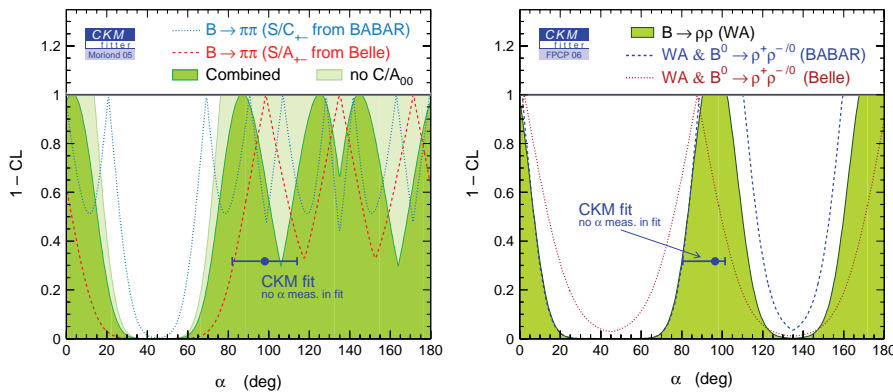 CKM
fitter
Moriond 05
B → ππ (S/C+– from BABAR)
B → ππ (S/A+– from Belle)
Combined
no C/A00
1.2
1
0.8
0.6
0.4
0.2
0
1 – CL
CKM fit
no α meas. in fit
0 20 40 60 80 100 120 140 160 180
α (deg)
CKM
fitter
FPCP 06
B → ρρ (WA)
WA & B0 → ρ+ρ–/0 (BABAR)
WA & B0 → ρ+ρ–/0 (Belle)
1.2
1
0.8
0.6
0.4
0.2
0
1 – CL
CKM fit
no α meas. in fit
0 20 40 60 80 100 120 140 160 180
α (deg)